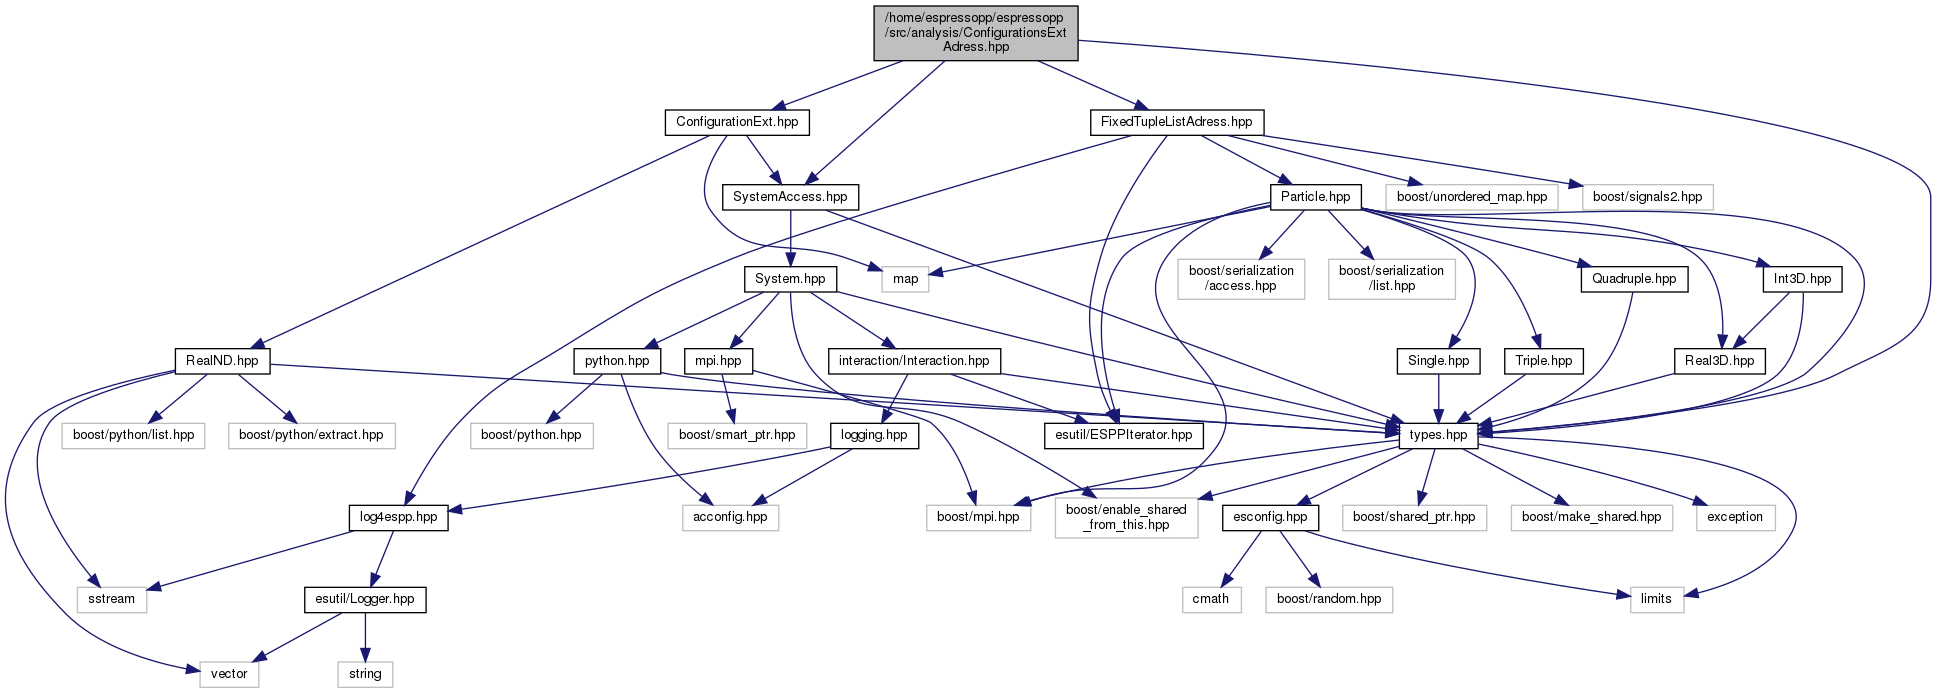 /home/espressopp/espressopp
/src/analysis/ConfigurationsExt
Adress.hpp
ConfigurationExt.hpp
FixedTupleListAdress.hpp
SystemAccess.hpp
Particle.hpp
boost/unordered_map.hpp
boost/signals2.hpp
System.hpp
map
boost/serialization
/access.hpp
boost/serialization
/list.hpp
Quadruple.hpp
Int3D.hpp
RealND.hpp
python.hpp
mpi.hpp
interaction/Interaction.hpp
Single.hpp
Triple.hpp
Real3D.hpp
boost/python/list.hpp
boost/python/extract.hpp
boost/python.hpp
boost/smart_ptr.hpp
logging.hpp
esutil/ESPPIterator.hpp
types.hpp
log4espp.hpp
acconfig.hpp
boost/mpi.hpp
boost/enable_shared
_from_this.hpp
esconfig.hpp
boost/shared_ptr.hpp
boost/make_shared.hpp
exception
sstream
esutil/Logger.hpp
cmath
boost/random.hpp
limits
vector
string